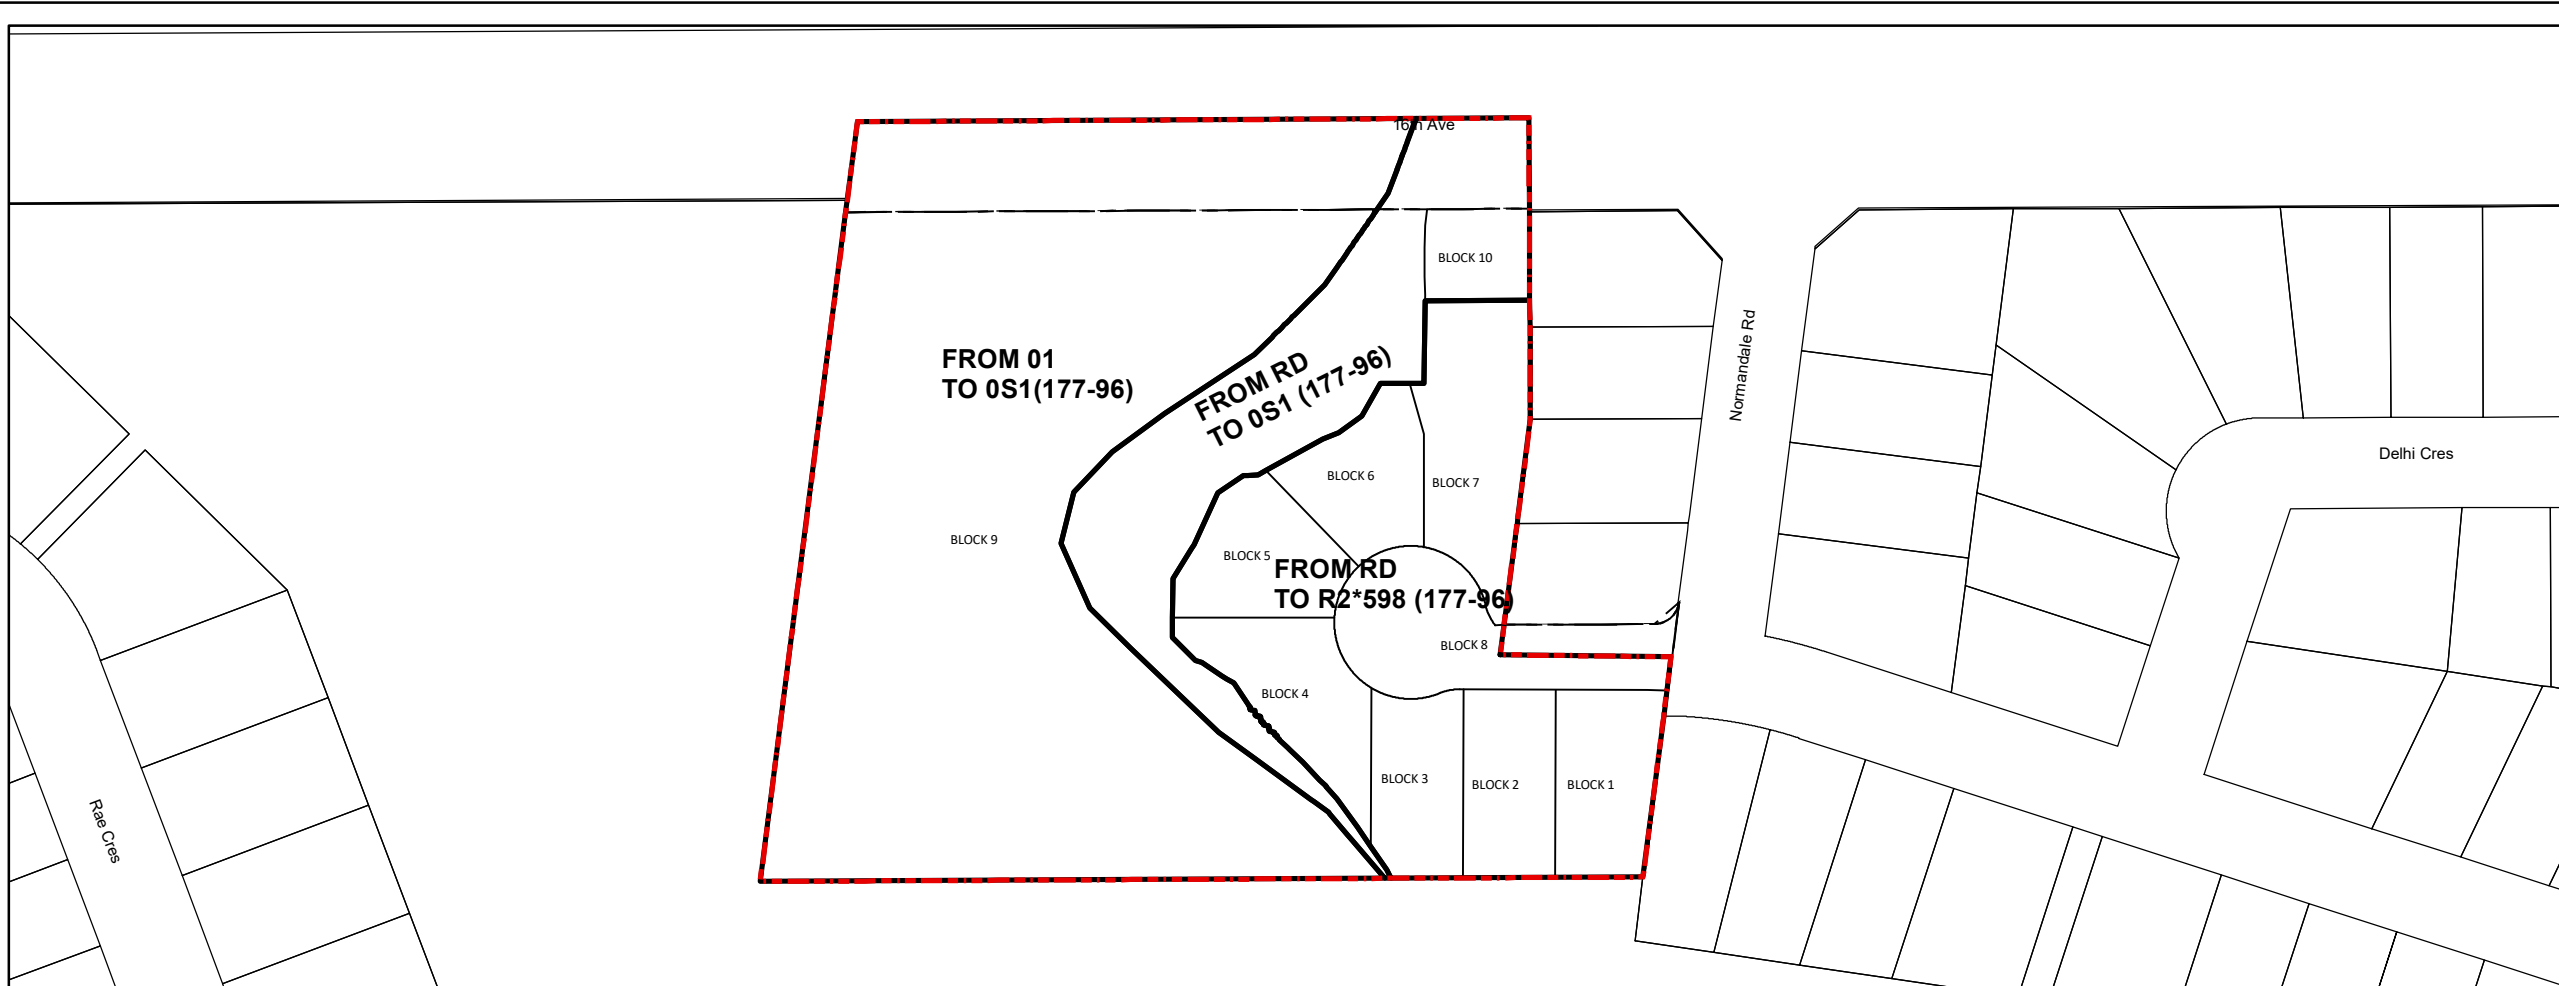 16th Ave
BLOCK 10
FROM 01
TO 0S1(177-96)
FROM RD
TO 0S1 (177-96)
Normandale Rd
Delhi Cres
BLOCK 6
BLOCK 7
BLOCK 9
BLOCK 5
FROM RD
TO R2*598 (177-96)
BLOCK 8
BLOCK 4
BLOCK 3
BLOCK 2
BLOCK 1
Rae Cres